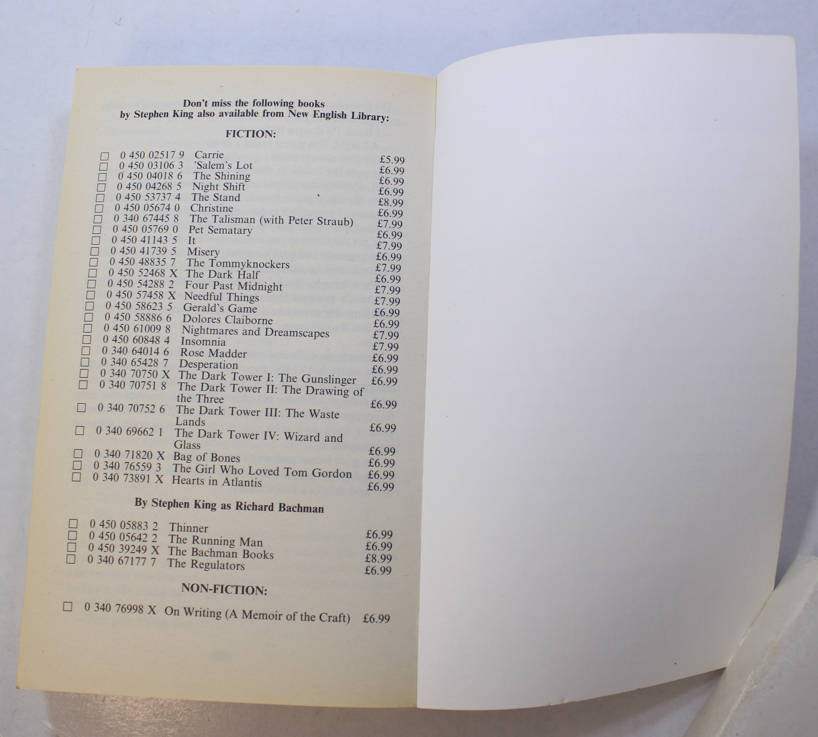 Don't miss the following books
by Stephen King also available from New English Library:
FICTION:
☐ 0 450 02517 9 Carrie £5.99
☐ 0 450 03106 3 'Salem's Lot £6.99
☐ 0 450 04018 6 The Shining £6.99
☐ 0 450 04268 5 Night Shift £6.99
☐ 0 450 53737 4 The Stand £8.99
☐ 0 450 05674 0 Christine £6.99
☐ 0 340 67445 8 The Talisman (with Peter Straub) £7.99
☐ 0 450 05769 0 Pet Sematary £6.99
☐ 0 450 41143 5 It £7.99
☐ 0 450 41739 5 Misery £6.99
☐ 0 450 48835 7 The Tommyknockers £7.99
☐ 0 450 52468 X The Dark Half £6.99
☐ 0 450 54288 2 Four Past Midnight £7.99
☐ 0 450 57458 X Needful Things £7.99
☐ 0 450 58623 5 Gerald's Game £6.99
☐ 0 450 58886 6 Dolores Claiborne £6.99
☐ 0 450 61009 8 Nightmares and Dreamscapes £7.99
☐ 0 450 60848 4 Insomnia £7.99
☐ 0 340 64014 6 Rose Madder £6.99
☐ 0 340 65428 7 Desperation £6.99
☐ 0 340 70750 X The Dark Tower I: The Gunslinger £6.99
☐ 0 340 70751 8 The Dark Tower II: The Drawing of
the Three £6.99
☐ 0 340 70752 6 The Dark Tower III: The Waste
Lands £6.99
☐ 0 340 69662 1 The Dark Tower IV: Wizard and
Glass £6.99
☐ 0 340 71820 X Bag of Bones £6.99
☐ 0 340 76559 3 The Girl Who Loved Tom Gordon £6.99
☐ 0 340 73891 X Hearts in Atlantis £6.99
By Stephen King as Richard Bachman
☐ 0 450 05883 2 Thinner £6.99
☐ 0 450 05642 2 The Running Man £6.99
☐ 0 450 39249 X The Bachman Books £8.99
☐ 0 340 67177 7 The Regulators £6.99
NON-FICTION:
☐ 0 340 76998 X On Writing (A Memoir of the Craft) £6.99